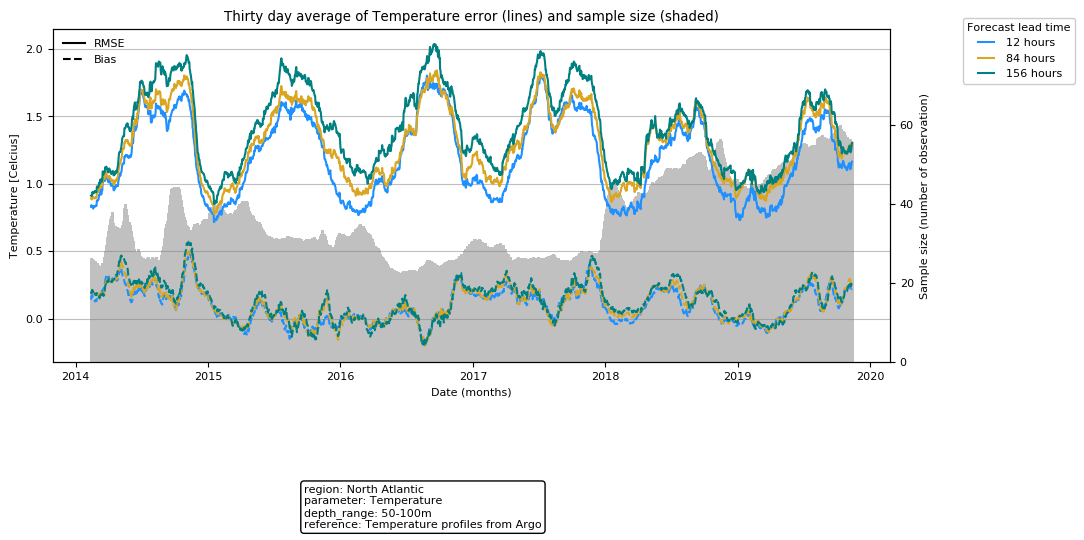 Thirty day average of Temperature error (lines) and sample size (shaded)
Forecast lead time
12 hours
84 hours
156 hours
RMSE
Bias
Temperature [Celcius]
2.0
1.5
1.0
0.5
0.0
Sample size (number of observation)
60
40
20
0
2014 2015 2016 2017 2018 2019 2020
Date (months)
region: North Atlantic
parameter: Temperature
depth_range: 50-100m
reference: Temperature profiles from Argo